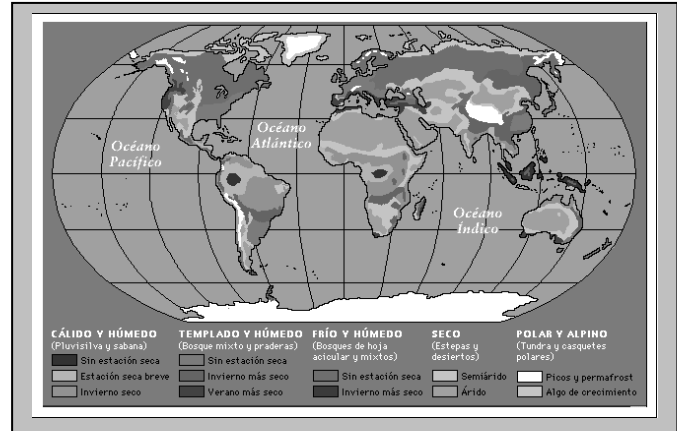 Océano
Pacífico
Océano
Atlántico
Océano
Índico
CÁLIDO Y HÚMEDO
(Pluvisilva y sabana)
Sin estación seca
Estación seca breve
Invierno seco
TEMPLADO Y HÚMEDO
(Bosque mixto y praderas)
Sin estación seca
Invierno más seco
Verano más seco
FRÍO Y HÚMEDO
(Bosques de hoja
acicular y mixtos)
Sin estación seca
Invierno más seco
SECO
(Estepas y
desiertos)
Semiárido
Árido
POLAR Y ALPINO
(Tundra y casquetes
polares)
Picos y permafrost
Algo de crecimiento